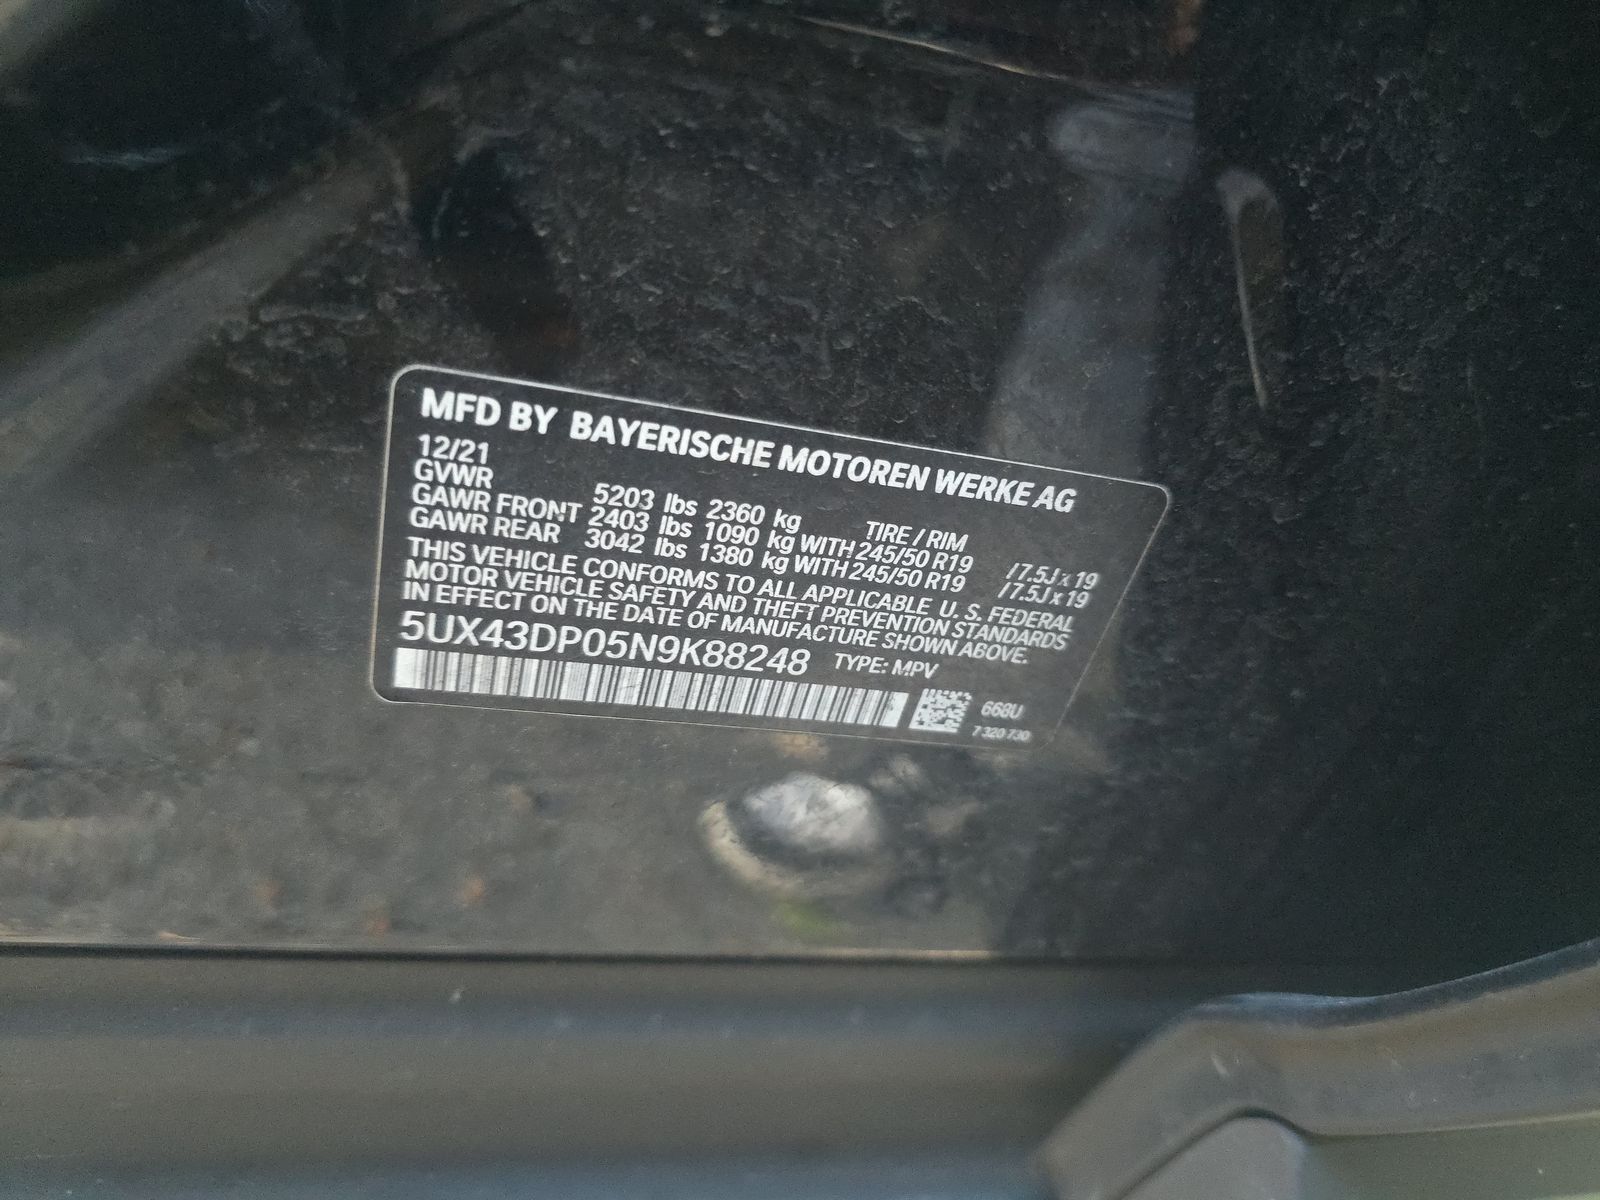 MFD BY BAYERISCHE MOTOREN WERKE AG
12/21
GVWR 5203 lbs 2360 kg TIRE / RIM
GAWR FRONT 2403 lbs 1090 kg WITH 245/50 R19 / 7.5J x 19
GAWR REAR 3042 lbs 1380 kg WITH 245/50 R19 / 7.5J x 19
THIS VEHICLE CONFORMS TO ALL APPLICABLE U. S. FEDERAL
MOTOR VEHICLE SAFETY AND THEFT PREVENTION STANDARDS
IN EFFECT ON THE DATE OF MANUFACTURE SHOWN ABOVE.
5UX43DP05N9K88248 TYPE: MPV
668U
7 320 730